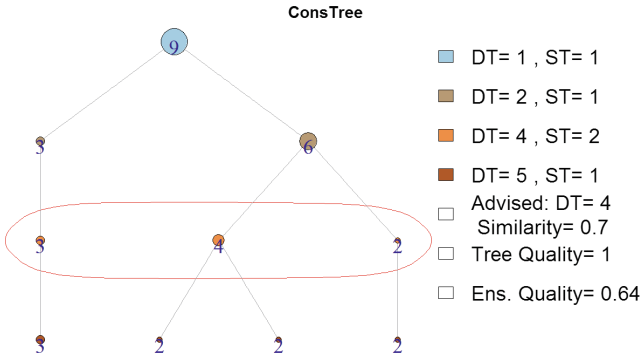 ConsTree
9
DT= 1 , ST= 1
DT= 2 , ST= 1
3 6
DT= 4 , ST= 2
DT= 5 , ST= 1
Advised: DT= 4
Similarity= 0.7
3 4 2
Tree Quality= 1
Ens. Quality= 0.64
3 2 2 2